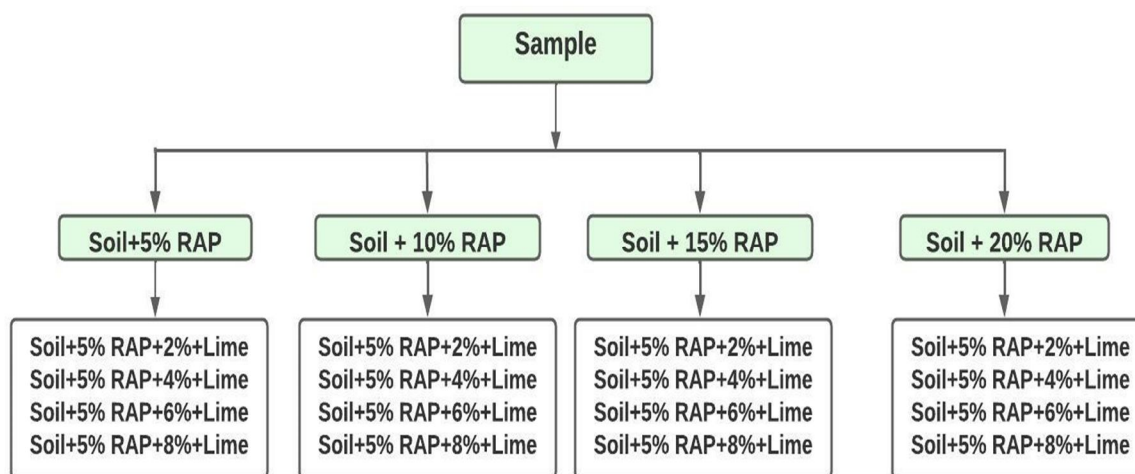 Sample
Soil+5% RAP
Soil + 10% RAP
Soil + 15% RAP
Soil + 20% RAP
Soil+5% RAP+2%+Lime
Soil+5% RAP+4%+Lime
Soil+5% RAP+6%+Lime
Soil+5% RAP+8%+Lime
Soil+5% RAP+2%+Lime
Soil+5% RAP+4%+Lime
Soil+5% RAP+6%+Lime
Soil+5% RAP+8%+Lime
Soil+5% RAP+2%+Lime
Soil+5% RAP+4%+Lime
Soil+5% RAP+6%+Lime
Soil+5% RAP+8%+Lime
Soil+5% RAP+2%+Lime
Soil+5% RAP+4%+Lime
Soil+5% RAP+6%+Lime
Soil+5% RAP+8%+Lime